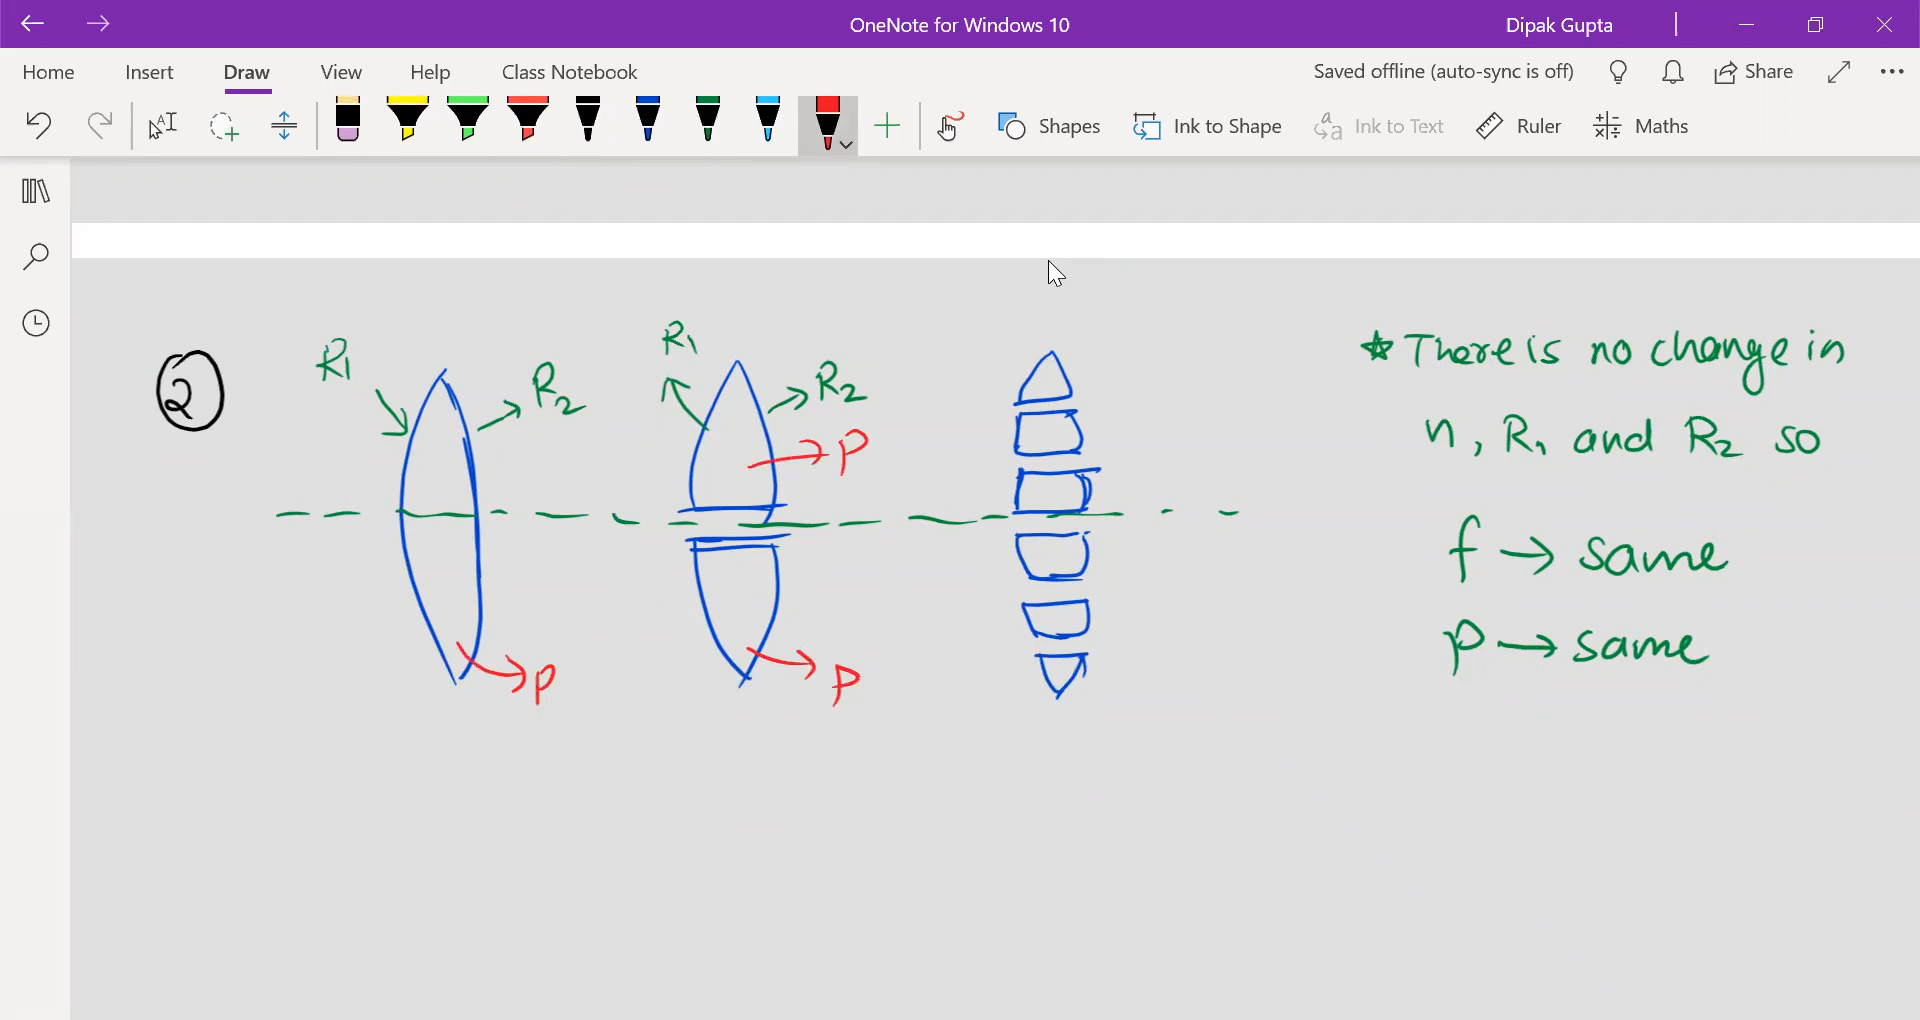 OneNote for Windows 10
Dipak Gupta
Home Insert Draw View Help Class Notebook
Saved offline (auto-sync is off) Share
Shapes Ink to Shape Ink to Text Ruler Maths
2
R1
R2
R1
R2
P
P
P
* There is no change in
n, R1 and R2 so
f → same
P → same